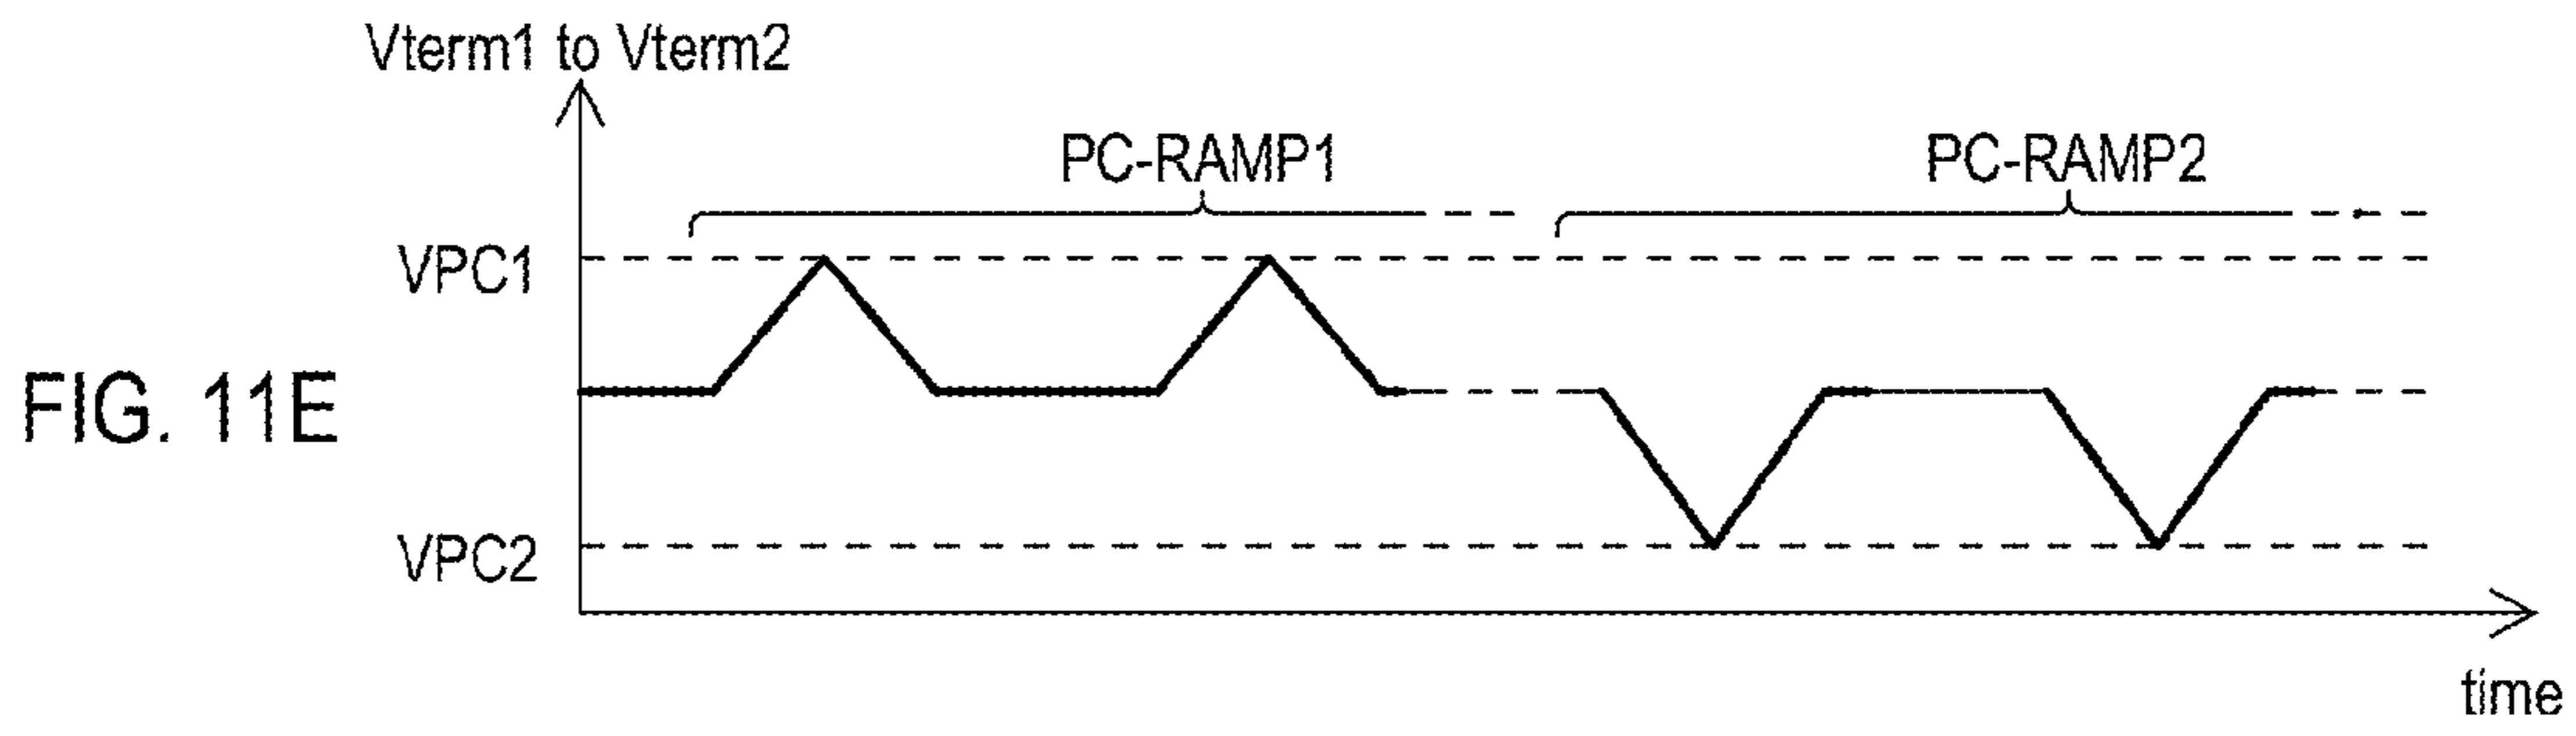 Vterm1 to Vterm2
PC-RAMP1
PC-RAMP2
VPC1
FIG. 11E
VPC2
time